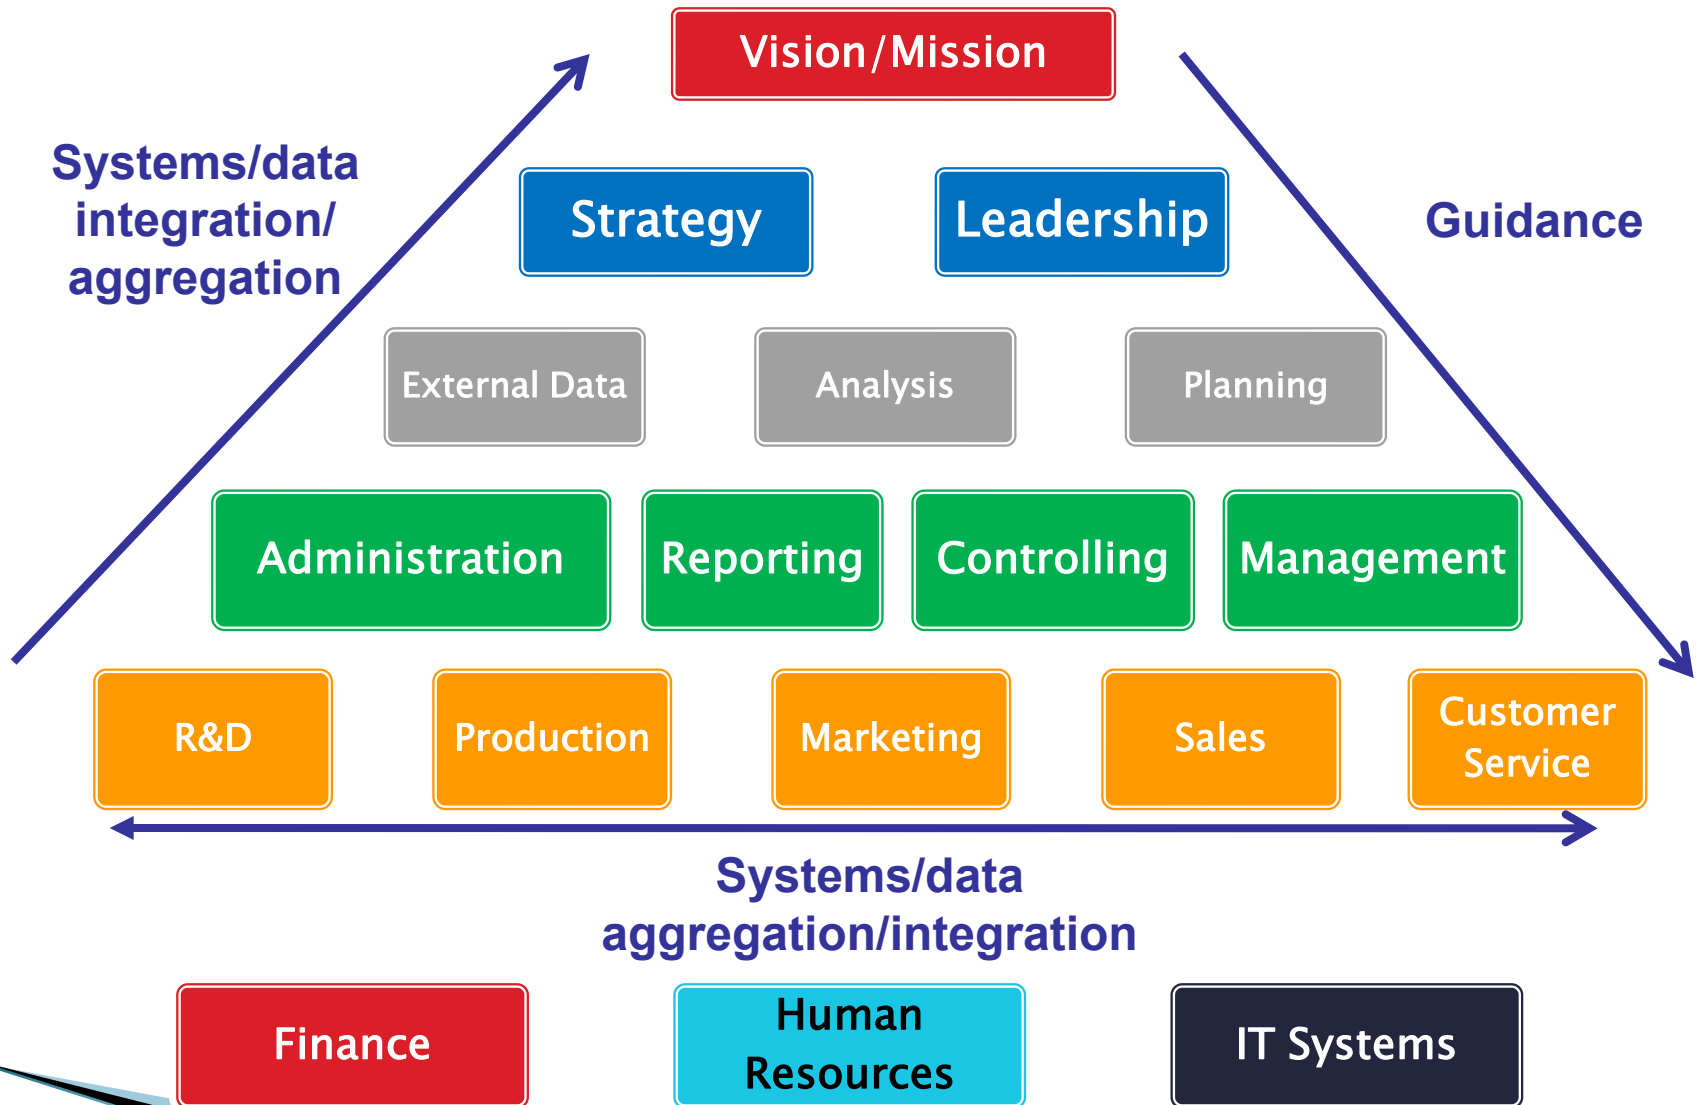 Vision/Mission
Systems/data
integration/
aggregation
Strategy
Leadership
Guidance
External Data
Analysis
Planning
Administration
Reporting
Controlling
Management
R&D
Production
Marketing
Sales
Customer
Service
Systems/data
aggregation/integration
Finance
Human
Resources
IT Systems